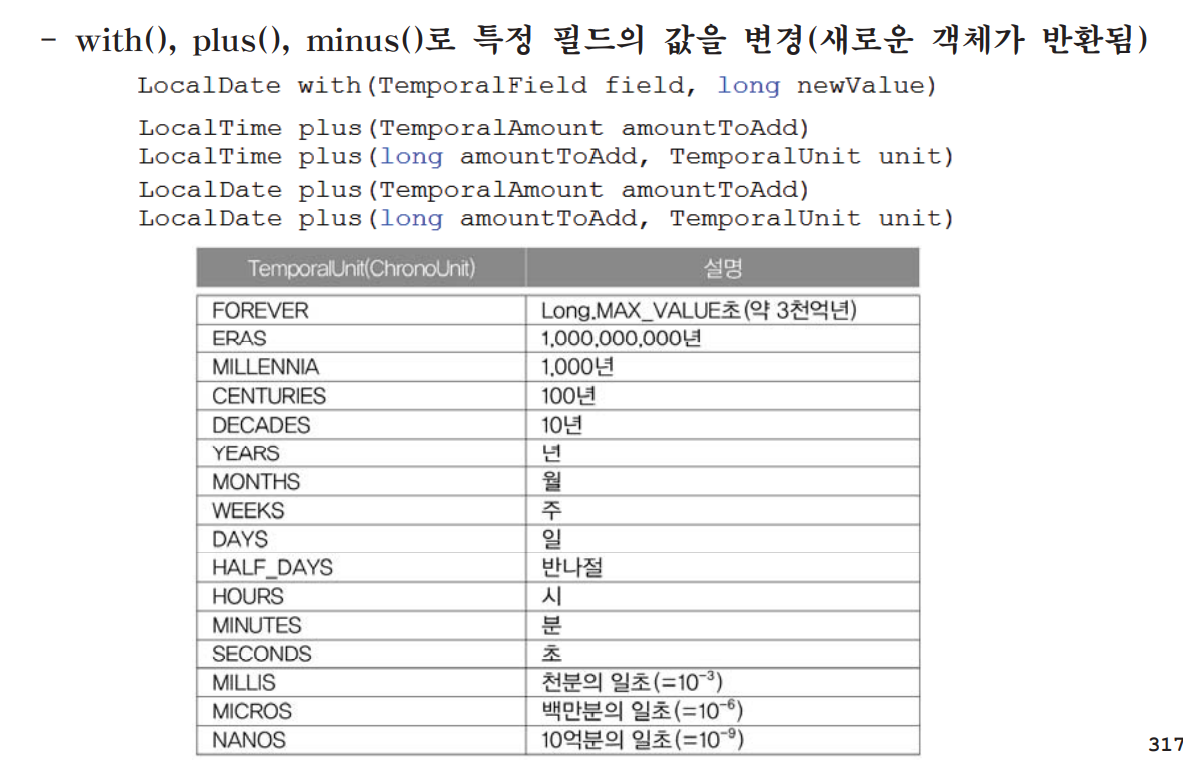 - with(), plus(), minus()로 특정 필드의 값을 변경(새로운 객체가 반환됨)
LocalDate with(TemporalField field, long newValue)
LocalTime plus(TemporalAmount amountToAdd)
LocalTime plus(long amountToAdd, TemporalUnit unit)
LocalDate plus(TemporalAmount amountToAdd)
LocalDate plus(long amountToAdd, TemporalUnit unit)
TemporalUnit(ChronoUnit) 설명
FOREVER Long.MAX_VALUE초(약 3천억년)
ERAS 1,000,000,000년
MILLENNIA 1,000년
CENTURIES 100년
DECADES 10년
YEARS 년
MONTHS 월
WEEKS 주
DAYS 일
HALF_DAYS 반나절
HOURS 시
MINUTES 분
SECONDS 초
MILLIS 천분의 일초(=10⁻³)
MICROS 백만분의 일초(=10⁻⁶)
NANOS 10억분의 일초(=10⁻⁹)
317